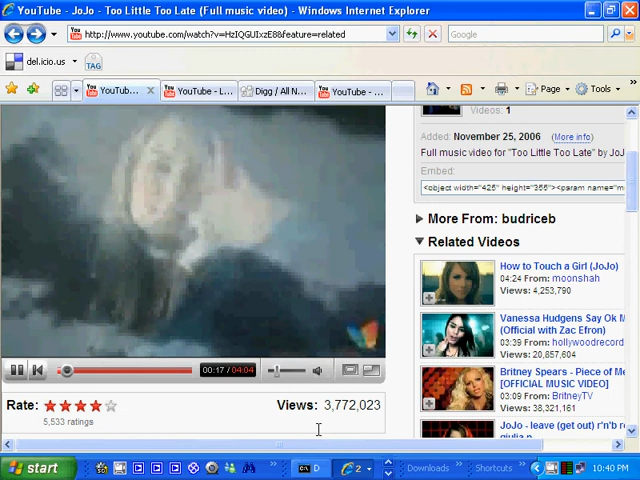 YouTube - JoJo - Too Little Too Late (Full music video) - Windows Internet Explorer
http://www.youtube.com/watch?v=HzIQGUIxzE88&feature=related
Google
del.icio.us
TAG
YouTub...
YouTube - L...
Digg / All N...
YouTube - ...
Page
Tools
Videos: 1
Added: November 25, 2006 (More info)
Full music video for "Too Little Too Late" by JoJ
Embed:
<object width="425" height="355"><param name="m
More From: budriceb
Related Videos
How to Touch a Girl (JoJo)
04:24 From: moonshah
Views: 4,253,790
Vanessa Hudgens Say Ok M
(Official with Zac Efron)
03:39 From: hollywoodrecord
Views: 20,857,604
Britney Spears - Piece of Me
[OFFICIAL MUSIC VIDEO]
03:09 From: BritneyTV
Views: 38,321,161
JoJo - leave (get out) r'n'b r
giulia p
00:17 / 04:04
Rate:
5,533 ratings
Views: 3,772,023
start
D
2
Downloads
Shortcuts
10:40 PM